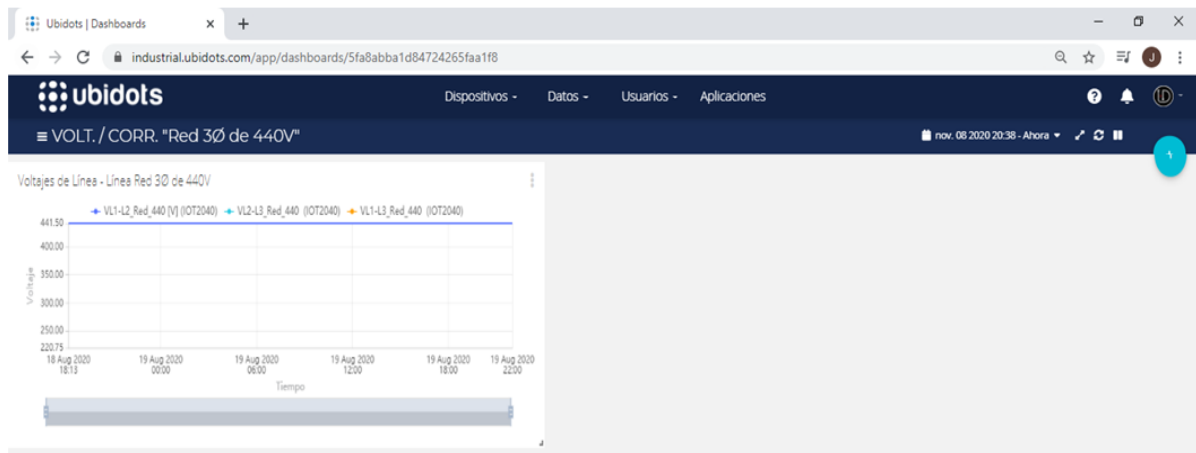 Ubidots | Dashboards
industrial.ubidots.com/app/dashboards/5fa8abba1d84724265faa1f8
J
ubidots
Dispositivos
Datos
Usuarios
Aplicaciones
VOLT. / CORR. "Red 3Ø de 440V"
nov. 08 2020 20:38 - Ahora
Voltajes de Línea - Línea Red 3Ø de 440V
VL1-L2_Red_440 [V] (IOT2040) VL2-L3_Red_440 (IOT2040) VL1-L3_Red_440 (IOT2040)
441.50
400.00
350.00
300.00
250.00
220.75
Voltaje
18 Aug 2020 18:13
19 Aug 2020 00:00
19 Aug 2020 06:00
19 Aug 2020 12:00
19 Aug 2020 18:00
19 Aug 2020 22:00
Tiempo